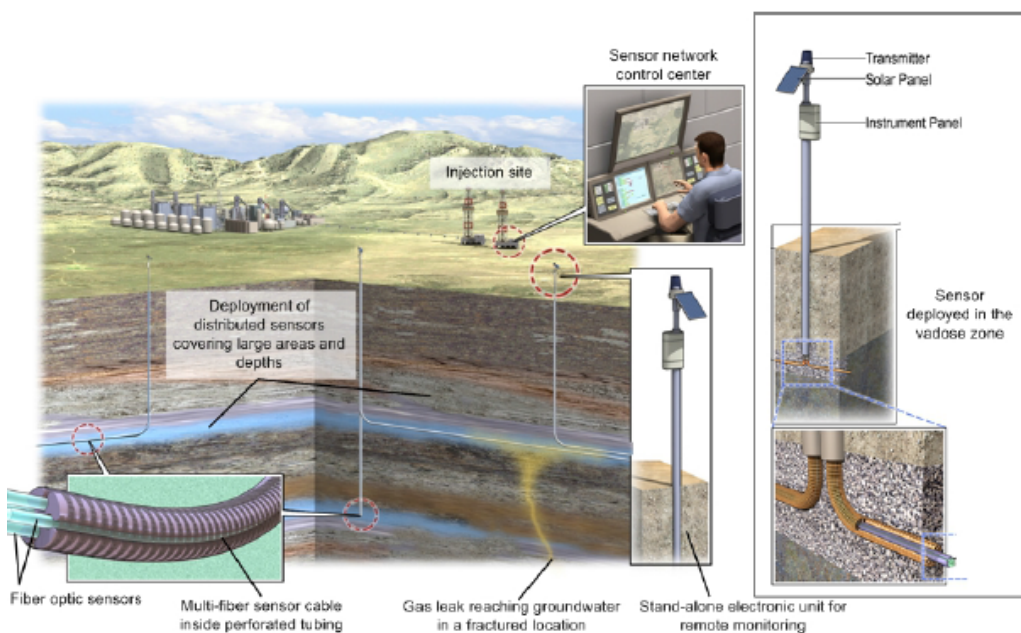 Sensor network
control center
Injection site
Deployment of
distributed sensors
covering large areas and
depths
Fiber optic sensors
Multi-fiber sensor cable
inside perforated tubing
Gas leak reaching groundwater
in a fractured location
Stand-alone electronic unit for
remote monitoring
Transmitter
Solar Panel
Instrument Panel
Sensor
deployed in the
vadose zone